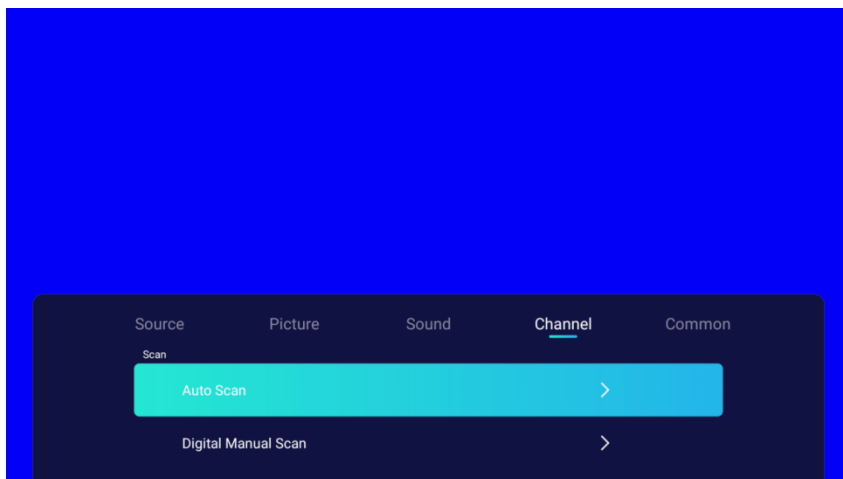 Source Picture Sound Channel Common
Scan
Auto Scan
Digital Manual Scan